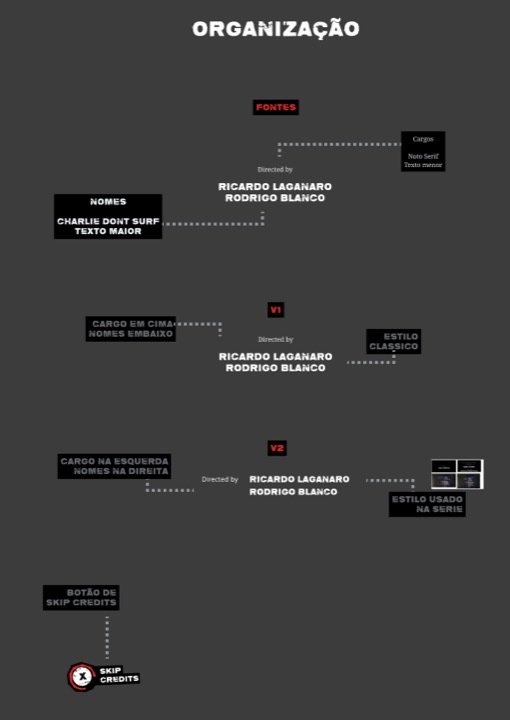 ORGANIZAÇÃO
FONTES
Cargos
Noto Serif
Texto menor
Directed by
RICARDO LAGANARO
RODRIGO BLANCO
NOMES
CHARLIE DONT SURF
TEXTO MAIOR
V1
CARGO EM CIMA
NOMES EMBAIXO
Directed by
RICARDO LAGANARO
RODRIGO BLANCO
ESTILO
CLASSICO
V2
CARGO NA ESQUERDA
NOMES NA DIREITA
Directed by
RICARDO LAGANARO
RODRIGO BLANCO
ESTILO USADO
NA SERIE
BOTÃO DE
SKIP CREDITS
X
SKIP
CREDITS